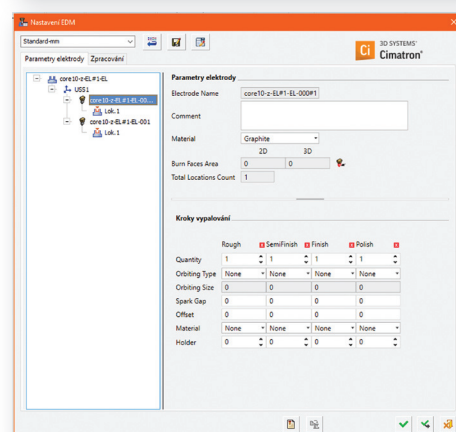 Nastavení EDM
Standard-mm
3D SYSTEMS®
Ci Cimatron®
Parametry elektrody Zpracování
core10-z-EL#1-EL
USS1
core10-z-EL#1-EL-00...
Lok. 1
core10-z-EL#1-EL-001
Lok. 1
Parametry elektrody
Electrode Name core10-z-EL#1-EL-000#1
Comment
Material Graphite
2D 3D
Burn Faces Area 0 0
Total Locations Count 1
Kroky vypalování
Rough SemiFinish Finish Polish
Quantity 1 1 1 1
Orbiting Type None None None None
Orbiting Size 0 0 0 0
Spark Gap 0 0 0 0
Offset 0 0 0 0
Material None None None None
Holder 0 0 0 0